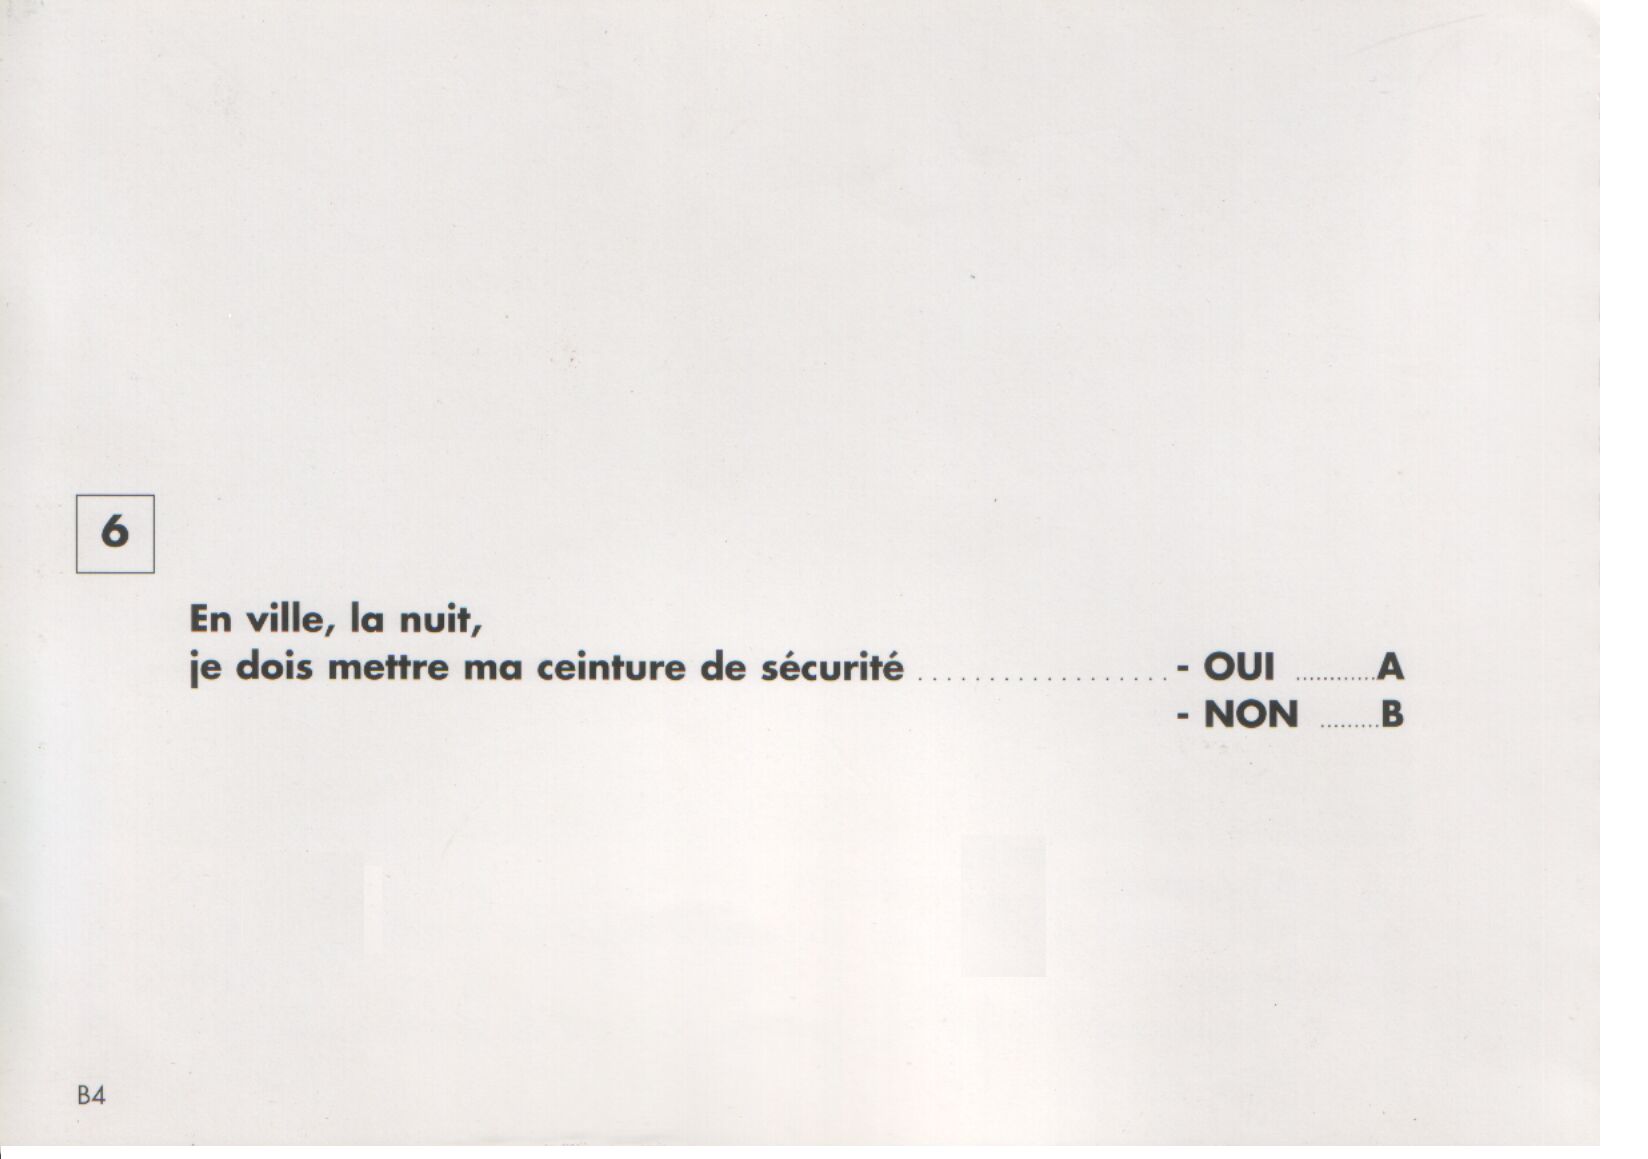 6
En ville, la nuit,
je dois mettre ma ceinture de sécurité .................. - OUI ............A
- NON .........B
B4